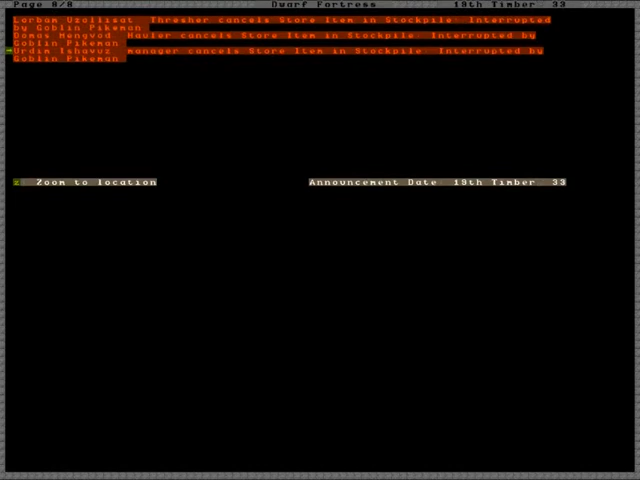 Page 8/8 Dwarf Fortress 19th Timber 33
Lorbam Uzollisat Thresher cancels Store Item in Stockpile: Interrupted
by Goblin Pikeman
Domas Mengvod Hauler cancels Store Item in Stockpile: Interrupted by
Goblin Pikeman
Urdim Ishavuz manager cancels Store Item in Stockpile: Interrupted by
Goblin Pikeman
z Zoom to location Announcement Date 19th Timber 33